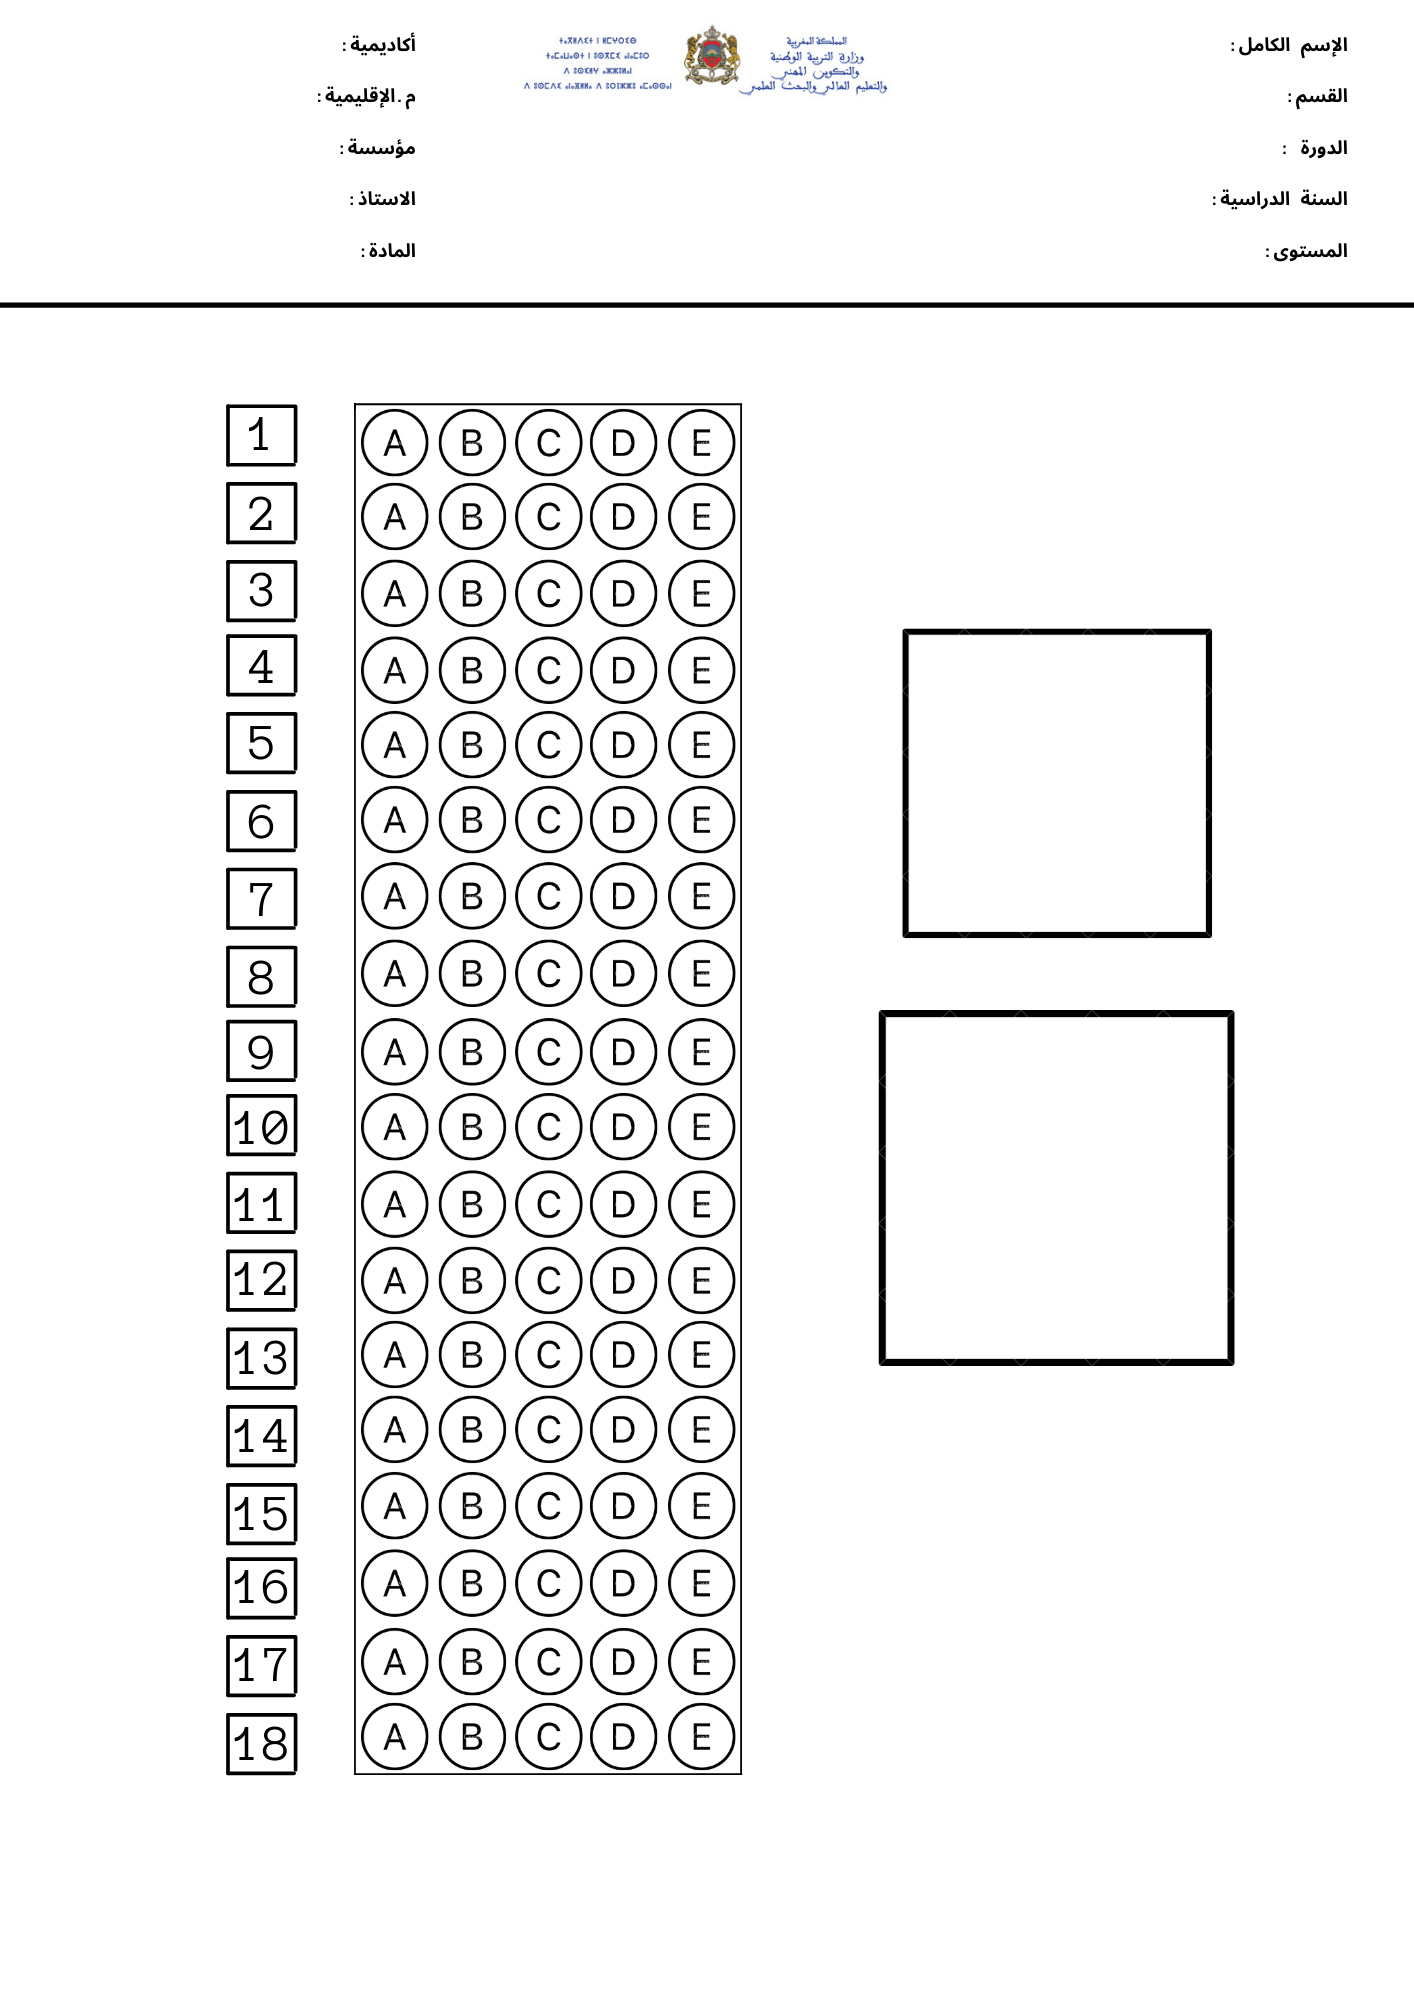 الإسم الكامل :
القسم :
الدورة :
السنة الدراسية :
المستوى :
ⵜⴰⴳⵍⴷⵉⵜ ⵏ ⵍⵎⵖⵔⵉⴱ
المملكة المغربية
وزارة التربية الوطنية
والتكوين المهني
والتعليم العالي والبحث العلمي
أكاديمية :
م.الإقليمية :
مؤسسة :
الاستاذ :
المادة :
1 A B C D E
2 A B C D E
3 A B C D E
4 A B C D E
5 A B C D E
6 A B C D E
7 A B C D E
8 A B C D E
9 A B C D E
10 A B C D E
11 A B C D E
12 A B C D E
13 A B C D E
14 A B C D E
15 A B C D E
16 A B C D E
17 A B C D E
18 A B C D E